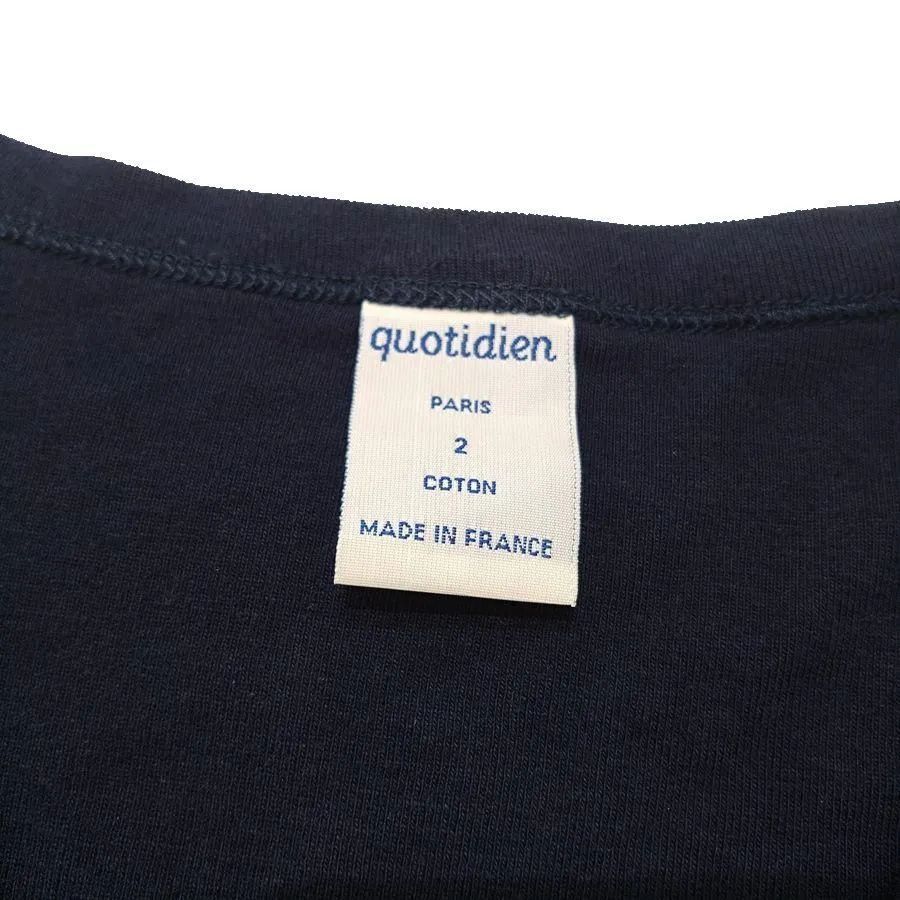 quotidien
PARIS
2
COTON
MADE IN FRANCE